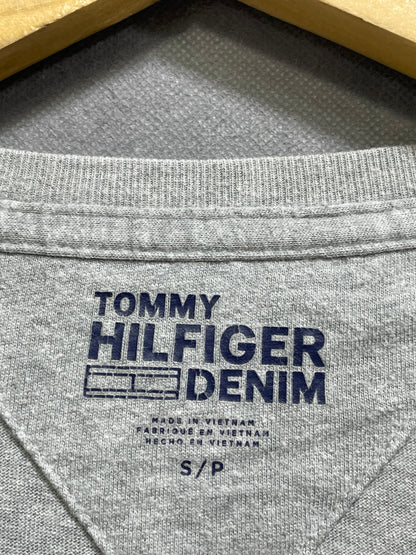 TOMMY
HILFIGER
DENIM
MADE IN VIETNAM
FABRIQUÉ EN VIETNAM
HECHO EN VIETNAM
S/P